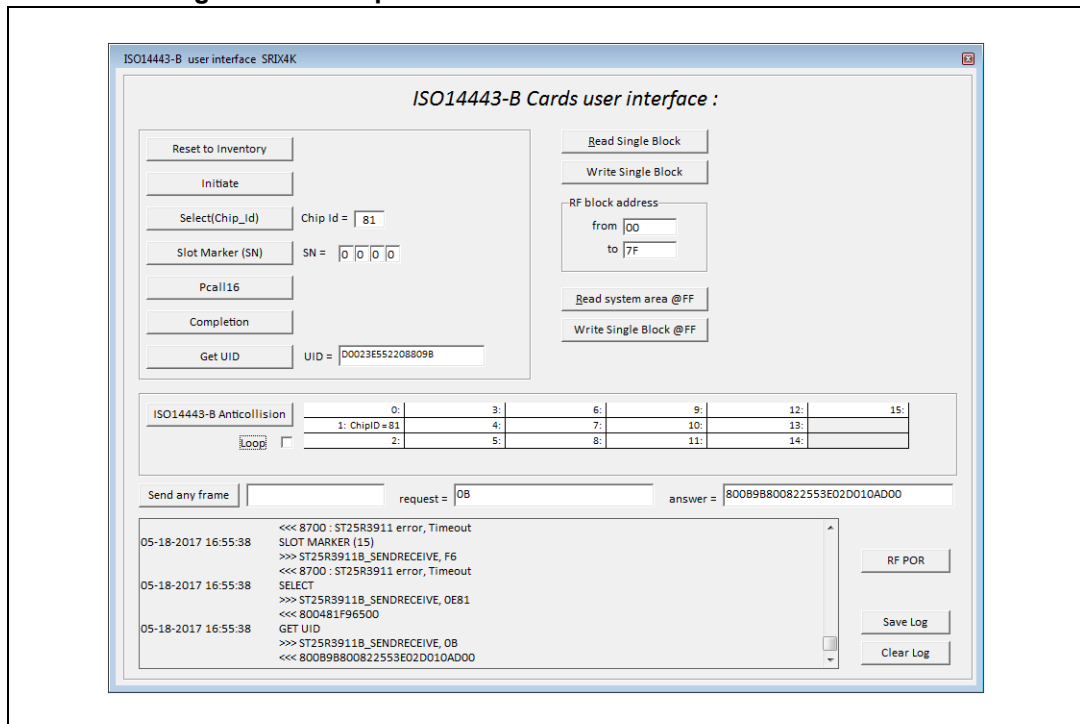 ISO14443-B user interface SRIX4K
ISO14443-B Cards user interface :
Reset to Inventory
Initiate
Select(Chip_Id) Chip Id = 81
Slot Marker (SN) SN = 0 0 0 0
Pcall16
Completion
Get UID UID = D0023E552208809B
Read Single Block
Write Single Block
RF block address
from 00
to 7F
Read system area @FF
Write Single Block @FF
ISO14443-B Anticollision
Loop
0: 3: 6: 9: 12: 15:
1: ChipID=81 4: 7: 10: 13:
2: 5: 8: 11: 14:
Send any frame request = 0B answer = 800B9B800822553E02D010AD00
<<< 8700 : ST25R3911 error, Timeout
05-18-2017 16:55:38 SLOT MARKER (15)
>>> ST25R3911B_SENDRECEIVE, F6
<<< 8700 : ST25R3911 error, Timeout
05-18-2017 16:55:38 SELECT
>>> ST25R3911B_SENDRECEIVE, 0E81
<<< 800481F96500
05-18-2017 16:55:38 GET UID
>>> ST25R3911B_SENDRECEIVE, 0B
<<< 800B9B800822553E02D010AD00
RF POR
Save Log
Clear Log